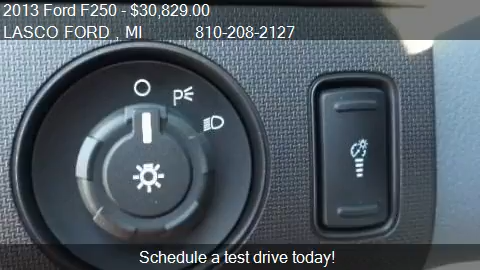 2013 Ford F250 - $30,829.00
LASCO FORD , MI 810-208-2127
P
Schedule a test drive today!